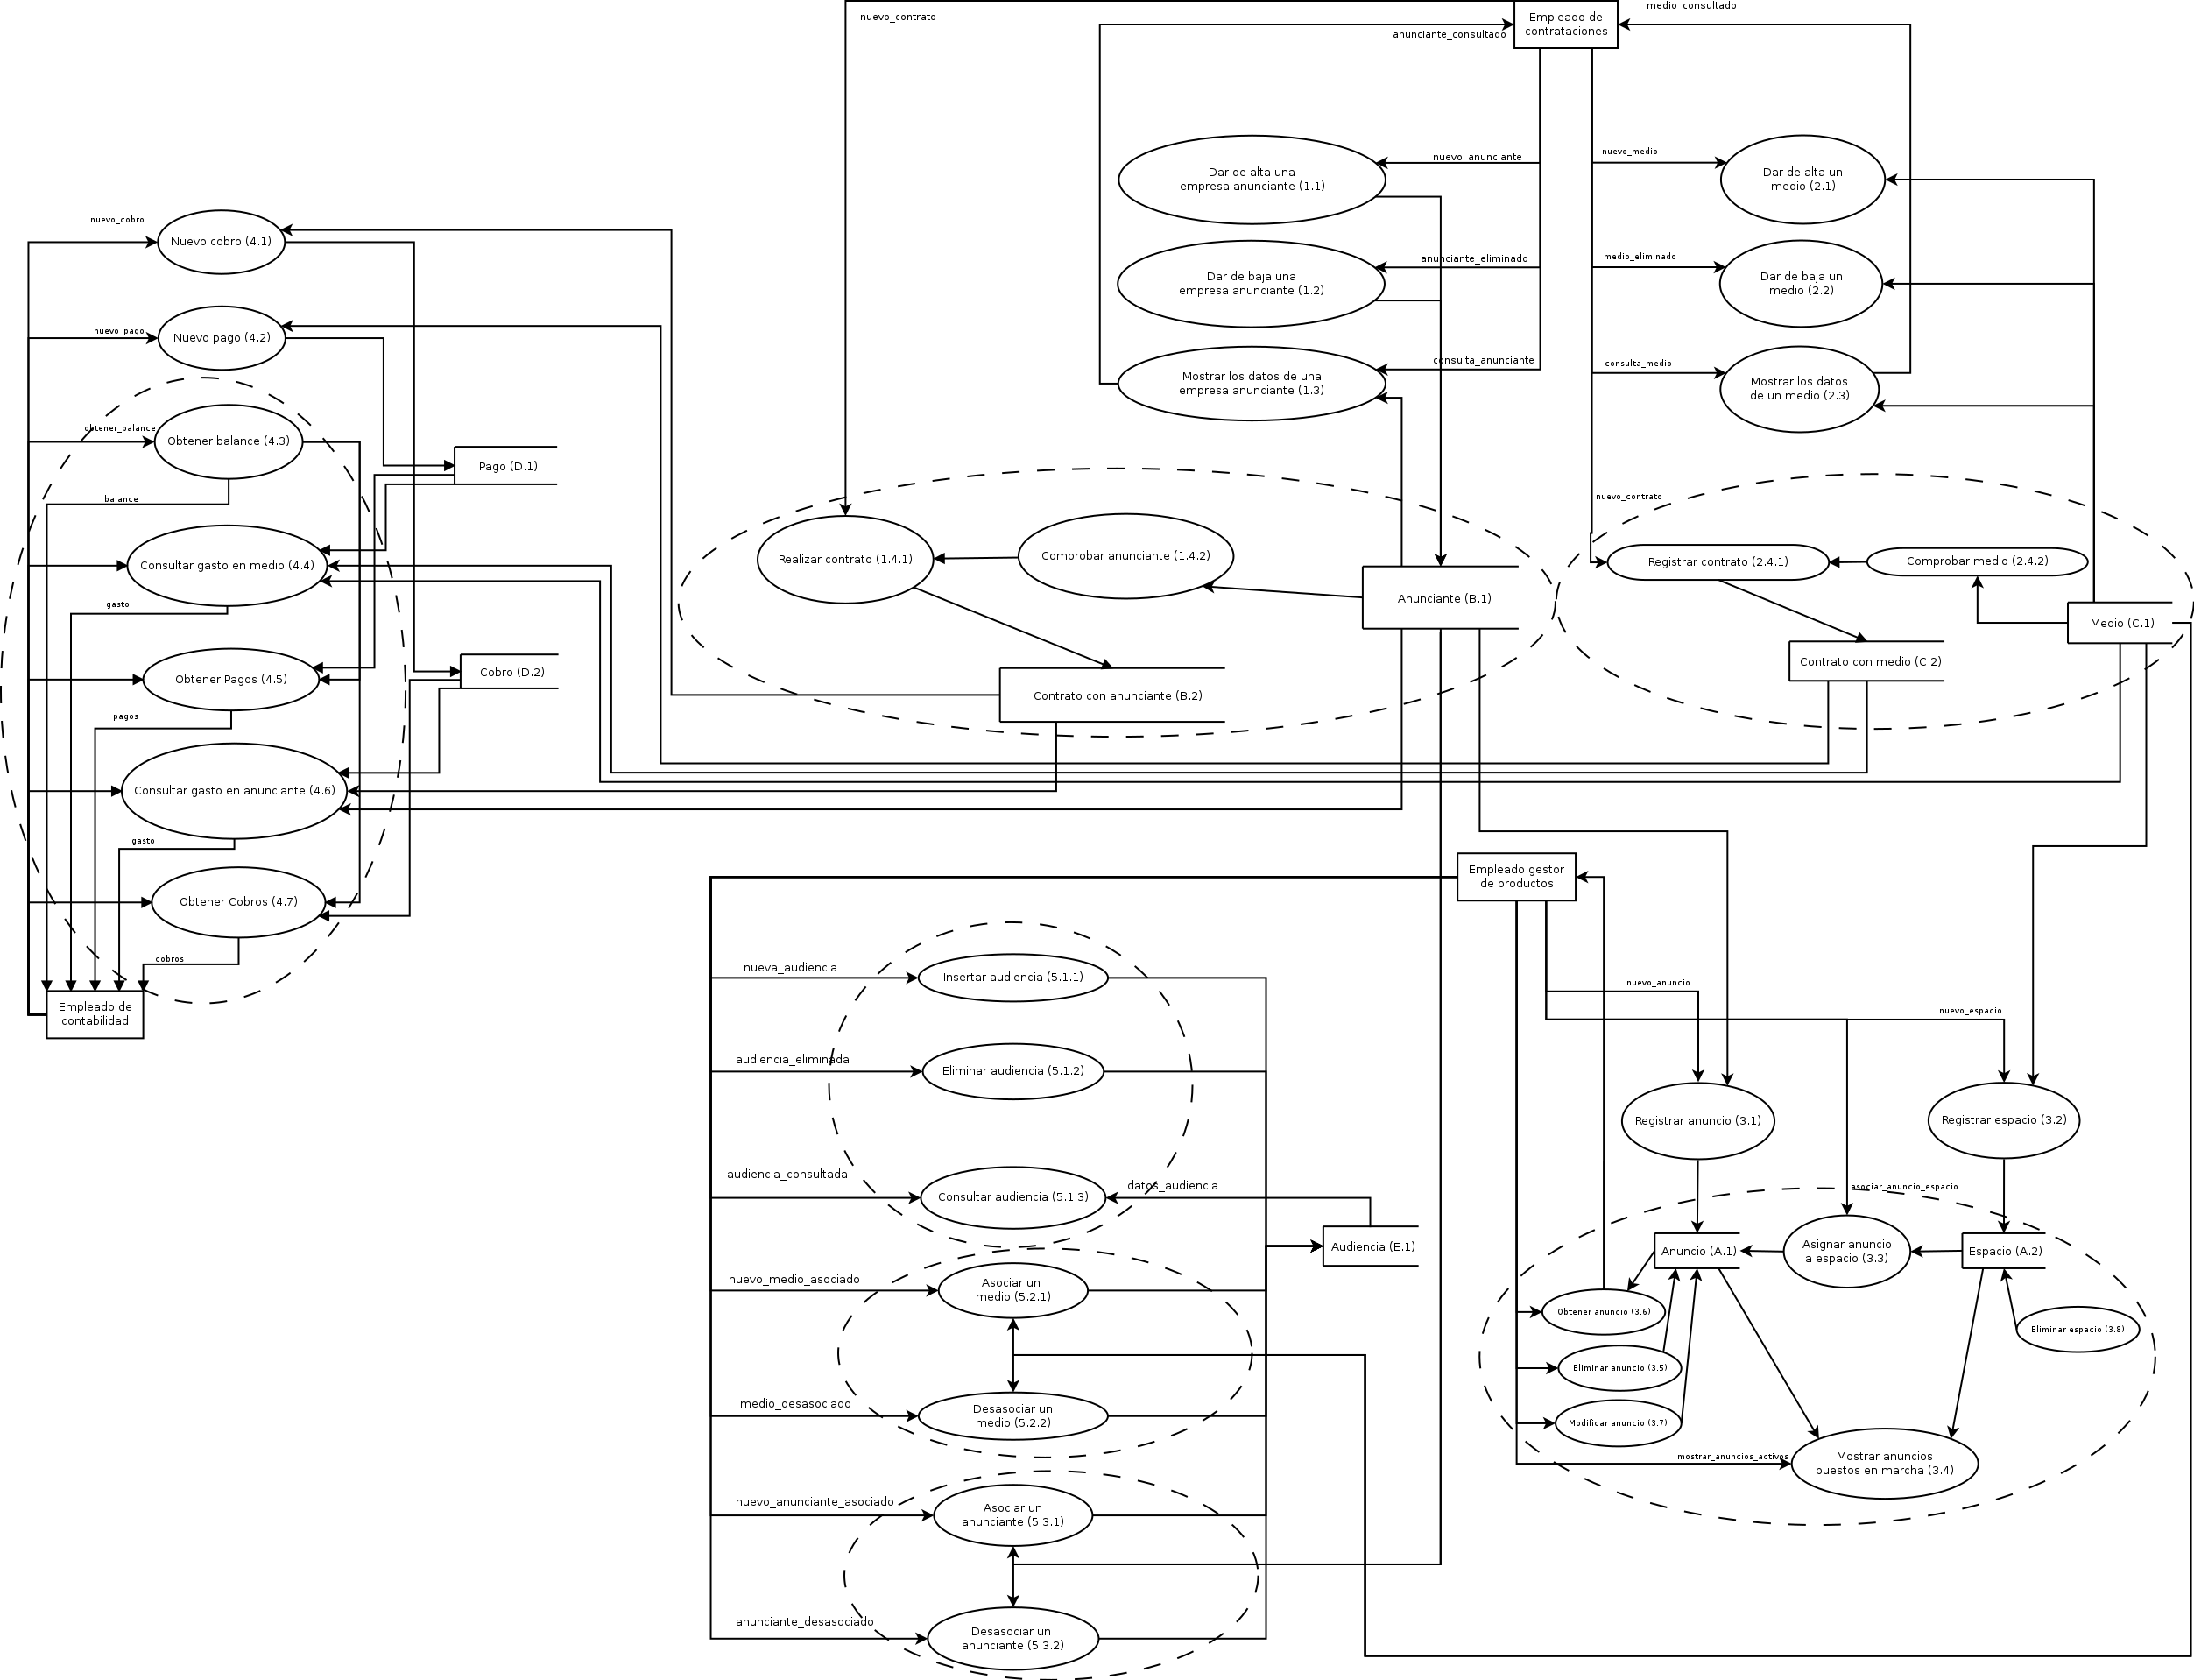 nuevo_contrato
Empleado de
contrataciones
medio_consultado
anunciante_consultado
Dar de alta una
empresa anunciante (1.1)
nuevo_anunciante
nuevo_medio
Dar de alta un
medio (2.1)
nuevo_cobro
Nuevo cobro (4.1)
Dar de baja una
empresa anunciante (1.2)
anunciante_eliminado
medio_eliminado
Dar de baja un
medio (2.2)
nuevo_pago
Nuevo pago (4.2)
Mostrar los datos de una
empresa anunciante (1.3)
consulta_anunciante
consulta_medio
Mostrar los datos
de un medio (2.3)
obtener_balance
Obtener balance (4.3)
Pago (D.1)
balance
nuevo_contrato
Consultar gasto en medio (4.4)
Realizar contrato (1.4.1)
Comprobar anunciante (1.4.2)
Registrar contrato (2.4.1)
Comprobar medio (2.4.2)
gasto
Anunciante (B.1)
Medio (C.1)
Obtener Pagos (4.5)
Cobro (D.2)
Contrato con anunciante (B.2)
Contrato con medio (C.2)
pagos
Consultar gasto en anunciante (4.6)
gasto
Empleado gestor
de productos
Obtener Cobros (4.7)
cobros
Empleado de
contabilidad
nueva_audiencia
Insertar audiencia (5.1.1)
nuevo_anuncio
nuevo_espacio
audiencia_eliminada
Eliminar audiencia (5.1.2)
Registrar anuncio (3.1)
Registrar espacio (3.2)
audiencia_consultada
Consultar audiencia (5.1.3)
datos_audiencia
asociar_anuncio_espacio
Audiencia (E.1)
Anuncio (A.1)
Asignar anuncio
a espacio (3.3)
Espacio (A.2)
nuevo_medio_asociado
Asociar un
medio (5.2.1)
Obtener anuncio (3.6)
Eliminar espacio (3.8)
Eliminar anuncio (3.5)
medio_desasociado
Desasociar un
medio (5.2.2)
Modificar anuncio (3.7)
mostrar_anuncios_activos
Mostrar anuncios
puestos en marcha (3.4)
nuevo_anunciante_asociado
Asociar un
anunciante (5.3.1)
anunciante_desasociado
Desasociar un
anunciante (5.3.2)